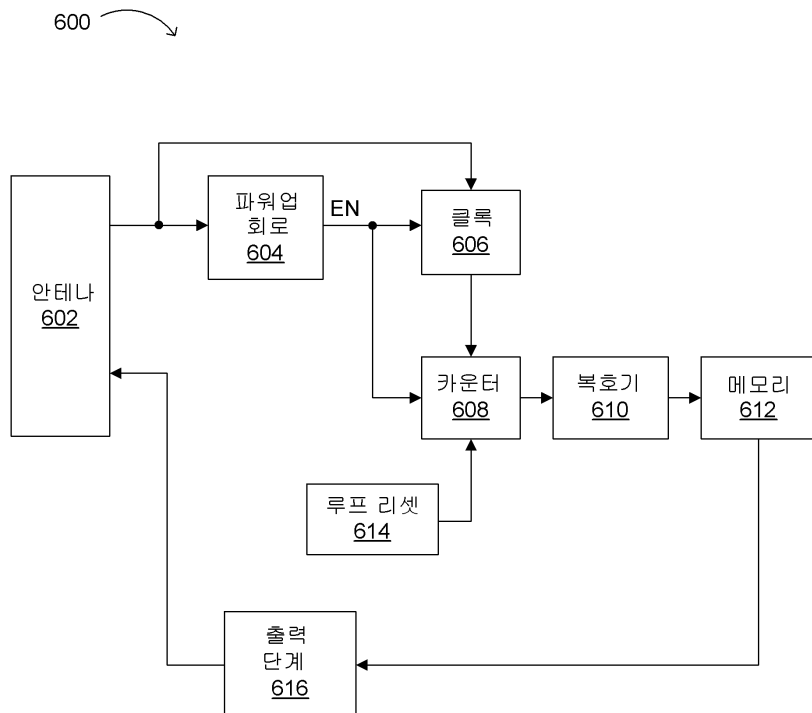 600
파워업
회로
604
EN
클록
606
안테나
602
카운터
608
복호기
610
메모리
612
루프 리셋
614
출력
단계
616